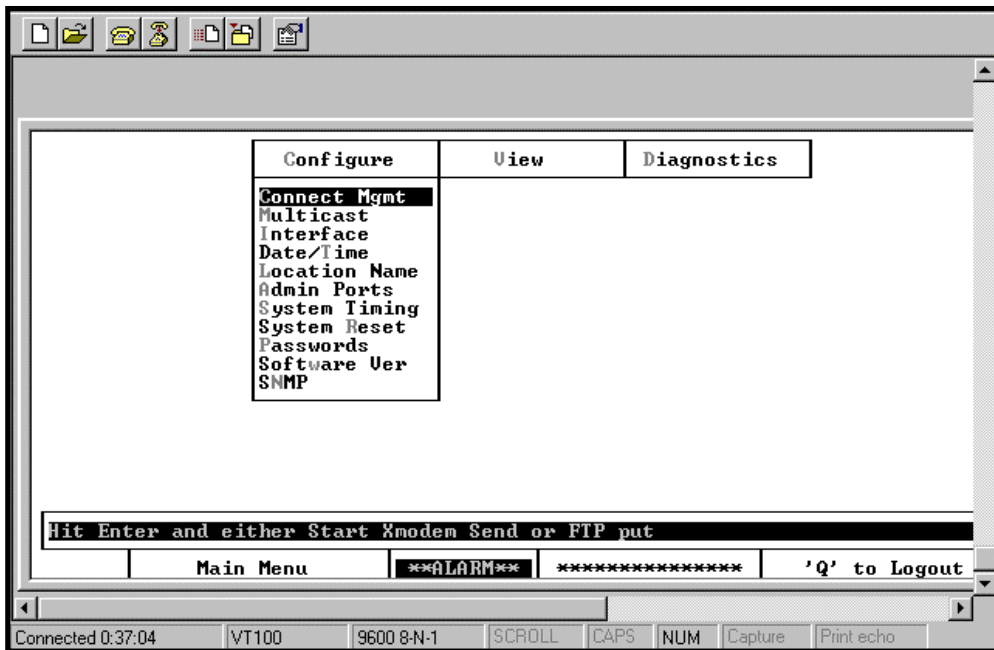 Configure View Diagnostics
Connect Mgmt
Multicast
Interface
Date/Time
Location Name
Admin Ports
System Timing
System Reset
Passwords
Software Ver
SNMP
Hit Enter and either Start Xmodem Send or FTP put
Main Menu **ALARM** *************** 'Q' to Logout
Connected 0:37:04 VT100 9600 8-N-1 SCROLL CAPS NUM Capture Print echo